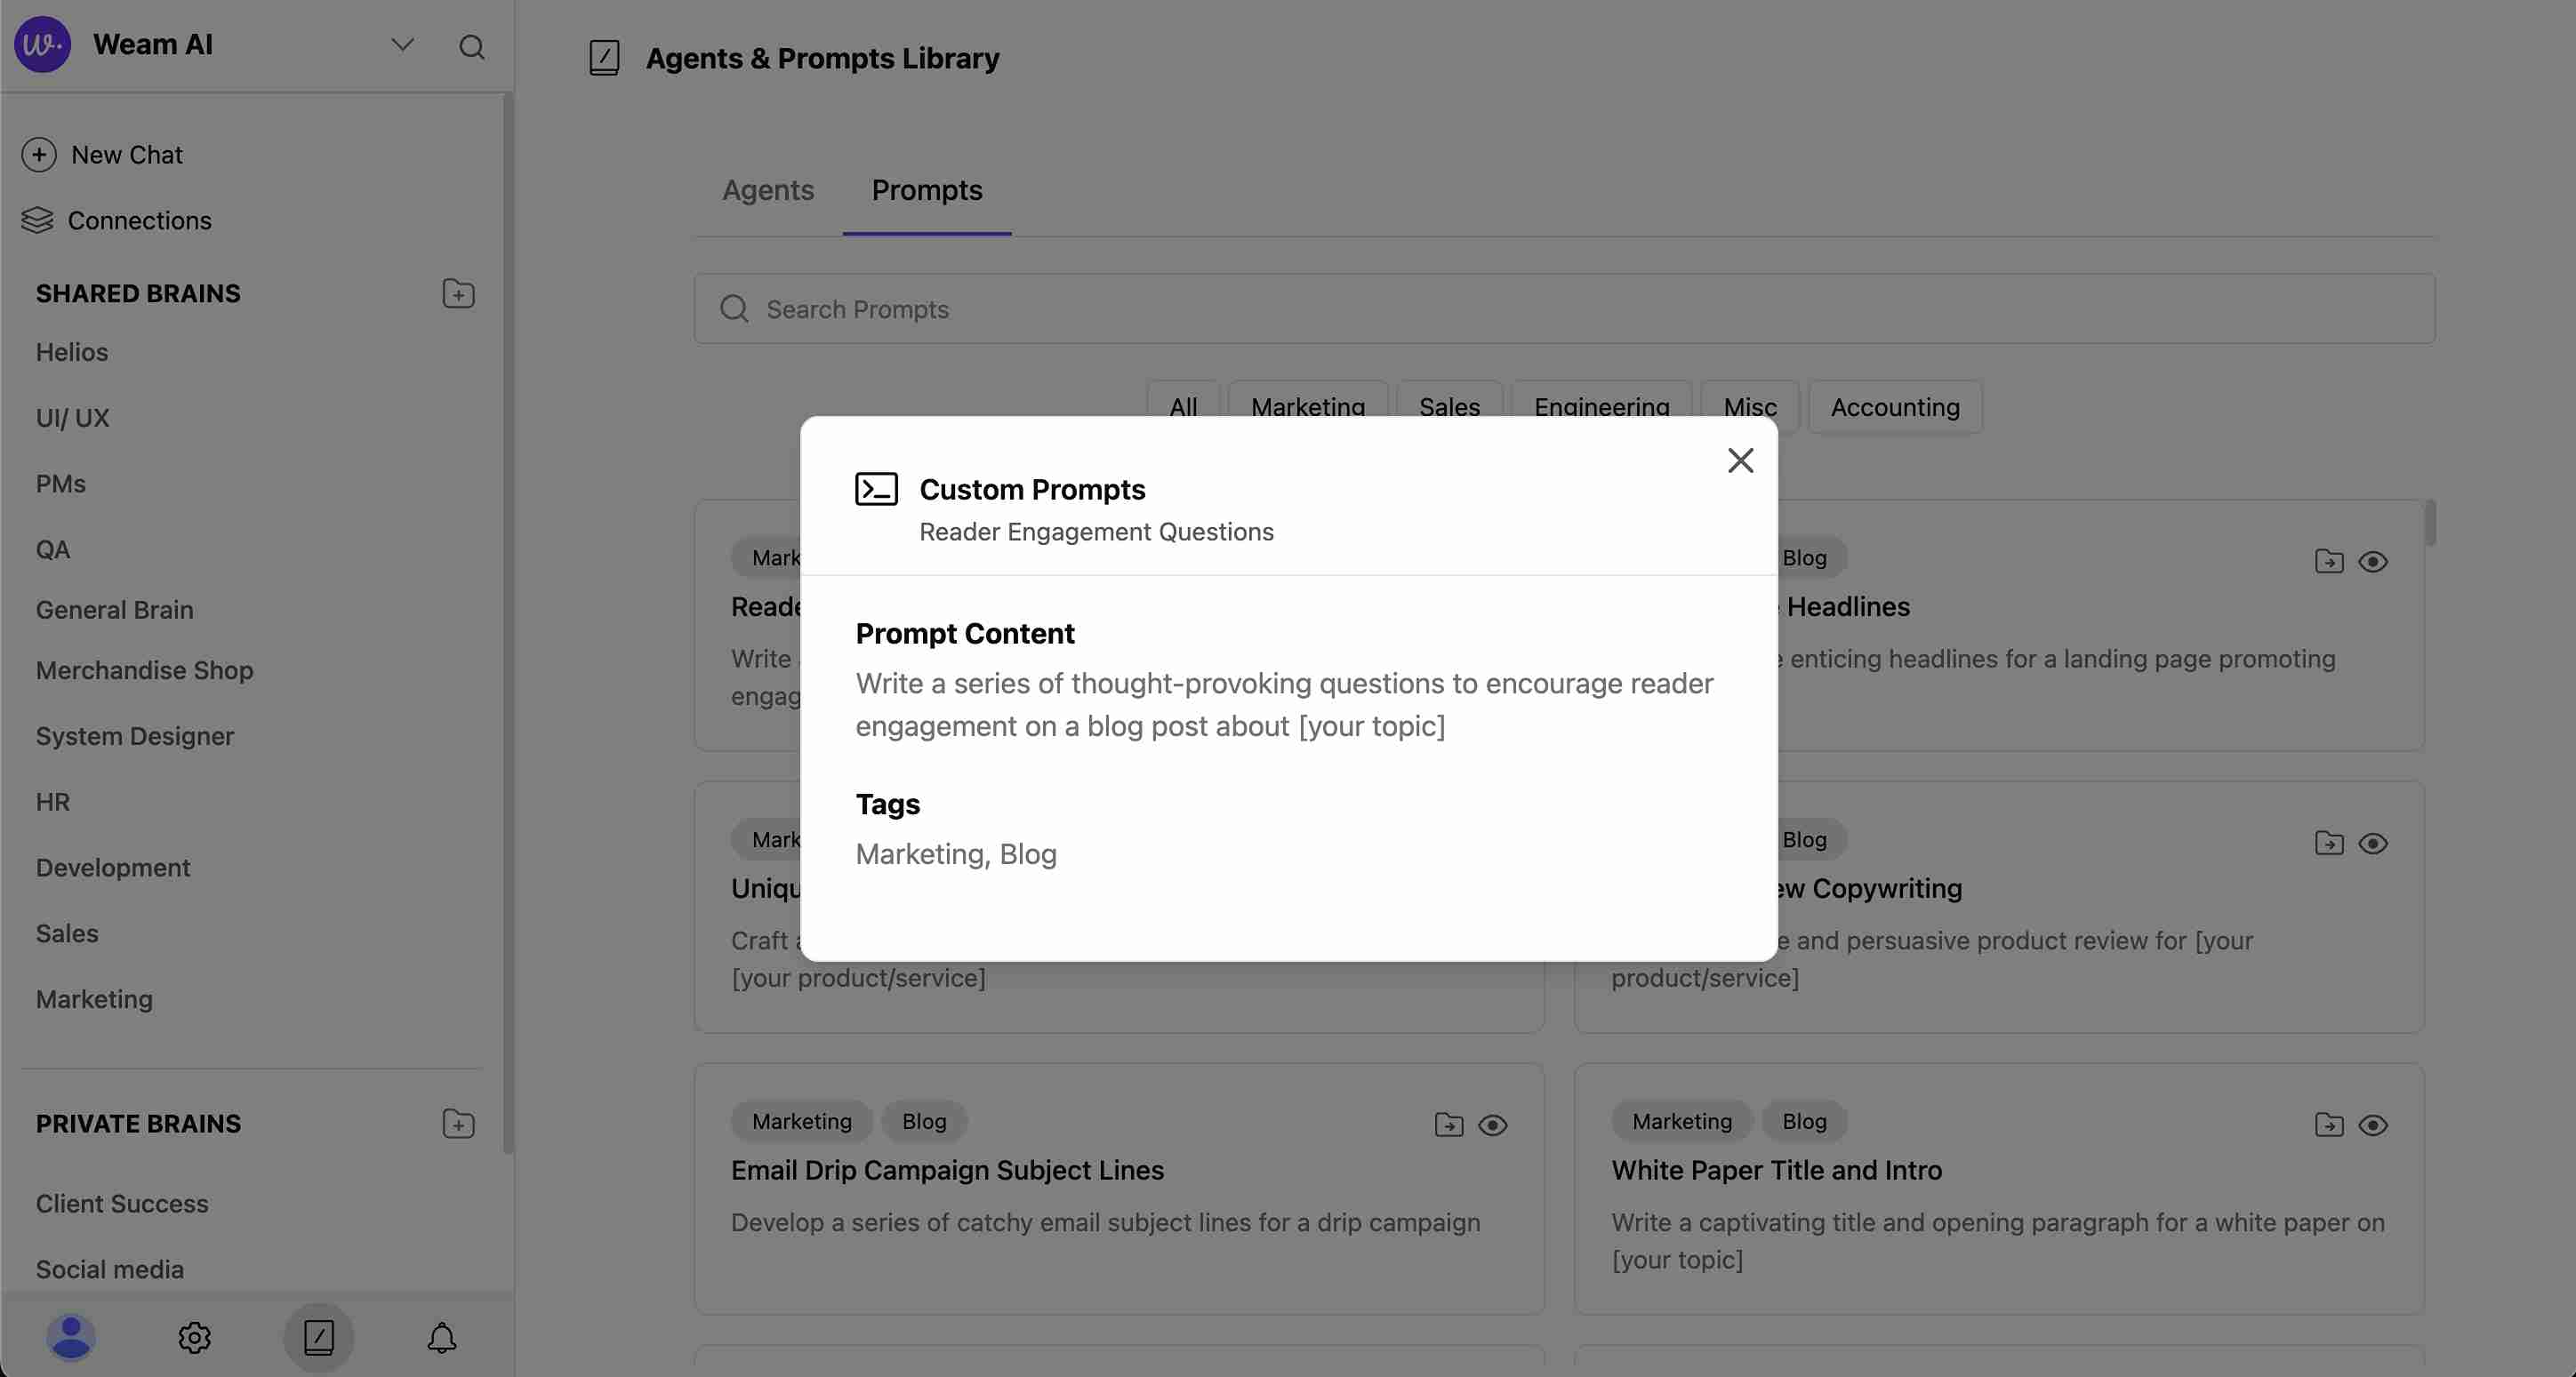 Weam AI
New Chat
Connections
SHARED BRAINS
Helios
UI/ UX
PMs
QA
General Brain
Merchandise Shop
System Designer
HR
Development
Sales
Marketing
PRIVATE BRAINS
Client Success
Social media
Agents & Prompts Library
Agents Prompts
Search Prompts
All Marketing Sales Engineering Misc Accounting
Custom Prompts
Reader Engagement Questions
Prompt Content
Write a series of thought-provoking questions to encourage reader
engagement on a blog post about [your topic]
Tags
Marketing, Blog
Write
Blog
Headlines
enticing headlines for a landing page promoting
Craft
[your product/service]
Blog
Copywriting
and persuasive product review for [your
product/service]
Marketing Blog
Email Drip Campaign Subject Lines
Develop a series of catchy email subject lines for a drip campaign
Marketing Blog
White Paper Title and Intro
Write a captivating title and opening paragraph for a white paper on
[your topic]